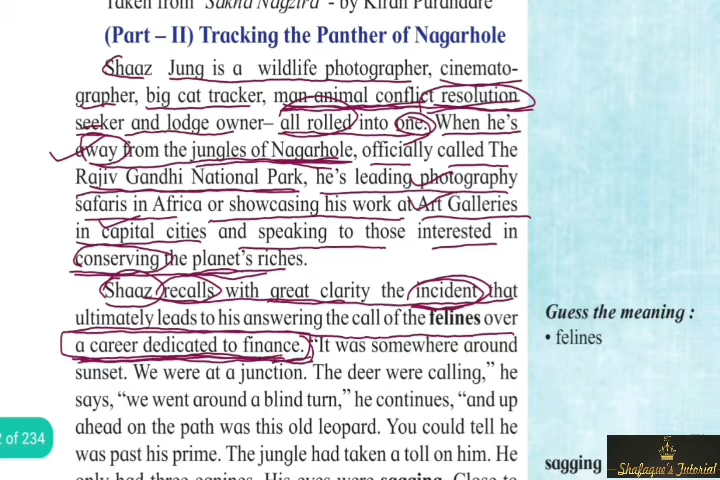 Taken from "Sakha Nagzira" - by Kiran Purandare
(Part – II) Tracking the Panther of Nagarhole
Shaaz Jung is a wildlife photographer, cinemato-
grapher, big cat tracker, man-animal conflict resolution
seeker and lodge owner– all rolled into one. When he's
away from the jungles of Nagarhole, officially called The
Rajiv Gandhi National Park, he's leading photography
safaris in Africa or showcasing his work at Art Galleries
in capital cities and speaking to those interested in
conserving the planet's riches.
Shaaz recalls with great clarity the incident that
ultimately leads to his answering the call of the felines over
a career dedicated to finance. "It was somewhere around
sunset. We were at a junction. The deer were calling," he
says, "we went around a blind turn," he continues, "and up
ahead on the path was this old leopard. You could tell he
was past his prime. The jungle had taken a toll on him. He
only had three canines. His eyes were sagging. Close to
Guess the meaning :
• felines
sagging
2 of 234
Shafaque's Tutorial